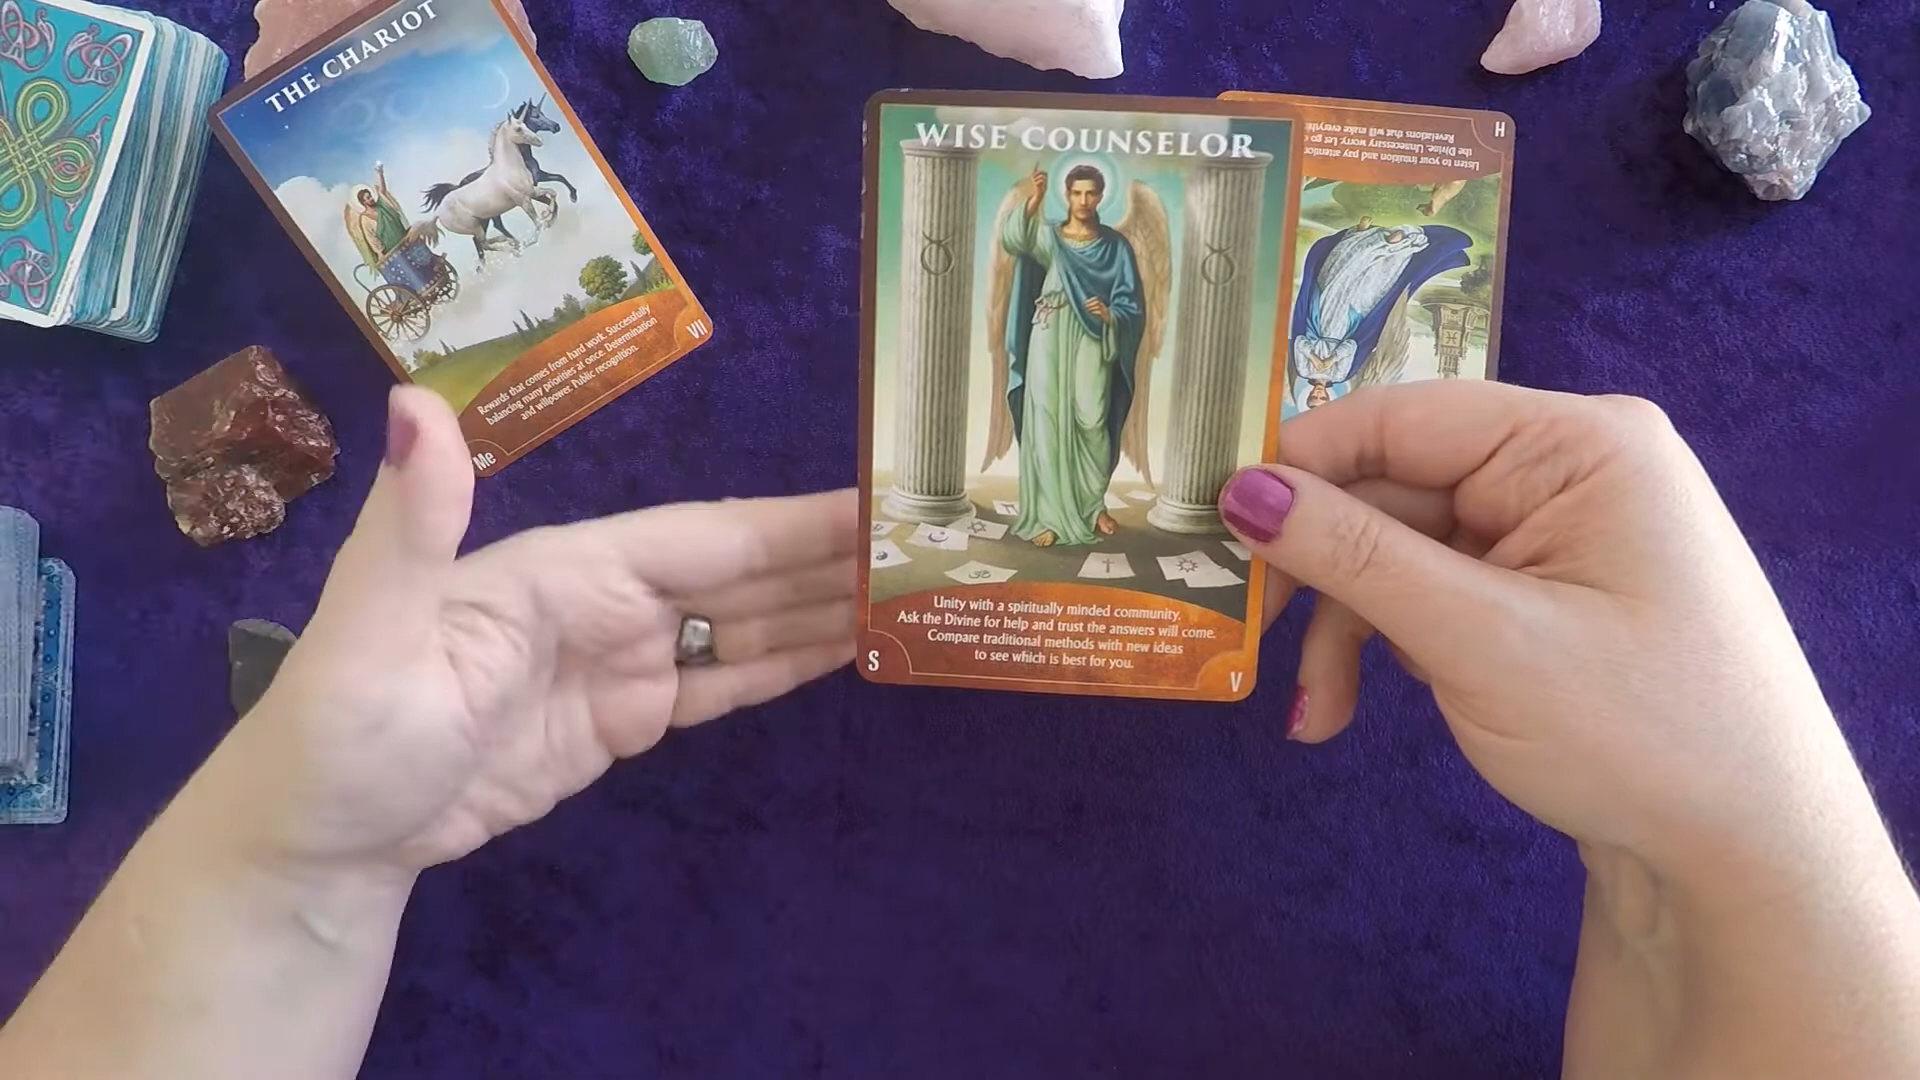 THE CHARIOT
Rewards that comes from hard work. Successfully
balancing many priorities at once. Determination
and willpower. Public recognition.
Me
VII
WISE COUNSELOR
Unity with a spiritually minded community.
Ask the Divine for help and trust the answers will come.
Compare traditional methods with new ideas
to see which is best for you.
S
V
Listen to your intuition and pay attention
the Divine. Unnecessary worry. Let go
Revelations that will make
H